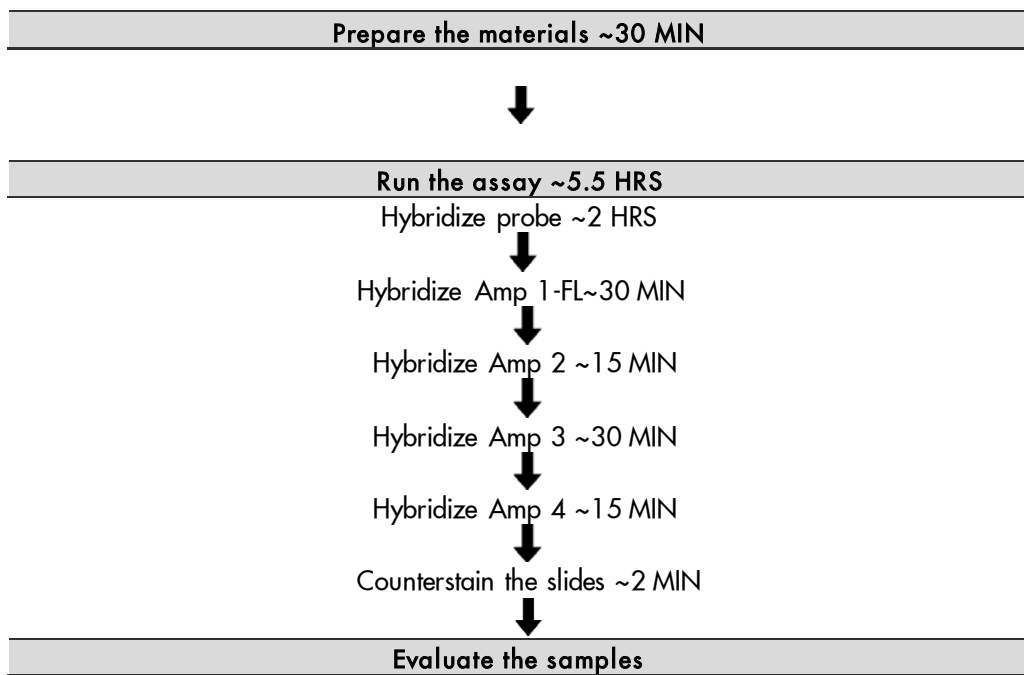 Prepare the materials ~30 MIN
Run the assay ~5.5 HRS
Hybridize probe ~2 HRS
Hybridize Amp 1-FL~30 MIN
Hybridize Amp 2 ~15 MIN
Hybridize Amp 3 ~30 MIN
Hybridize Amp 4 ~15 MIN
Counterstain the slides ~2 MIN
Evaluate the samples